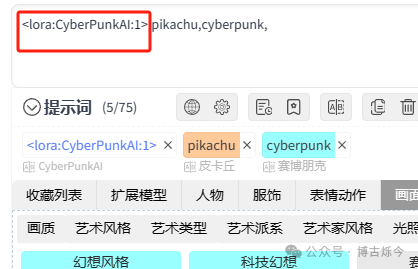 <lora:CyberPunkAI:1>pikachu,cyberpunk,
提示词 (5/75)
<lora:CyberPunkAI:1> × pikachu × cyberpunk ×
CyberPunkAI 皮卡丘 赛博朋克
收藏列表 扩展模型 人物 服饰 表情动作 画面
画质 艺术风格 艺术类型 艺术派系 艺术家风格 光照
公众号 · 博古烁今
幻想风格 科技幻想